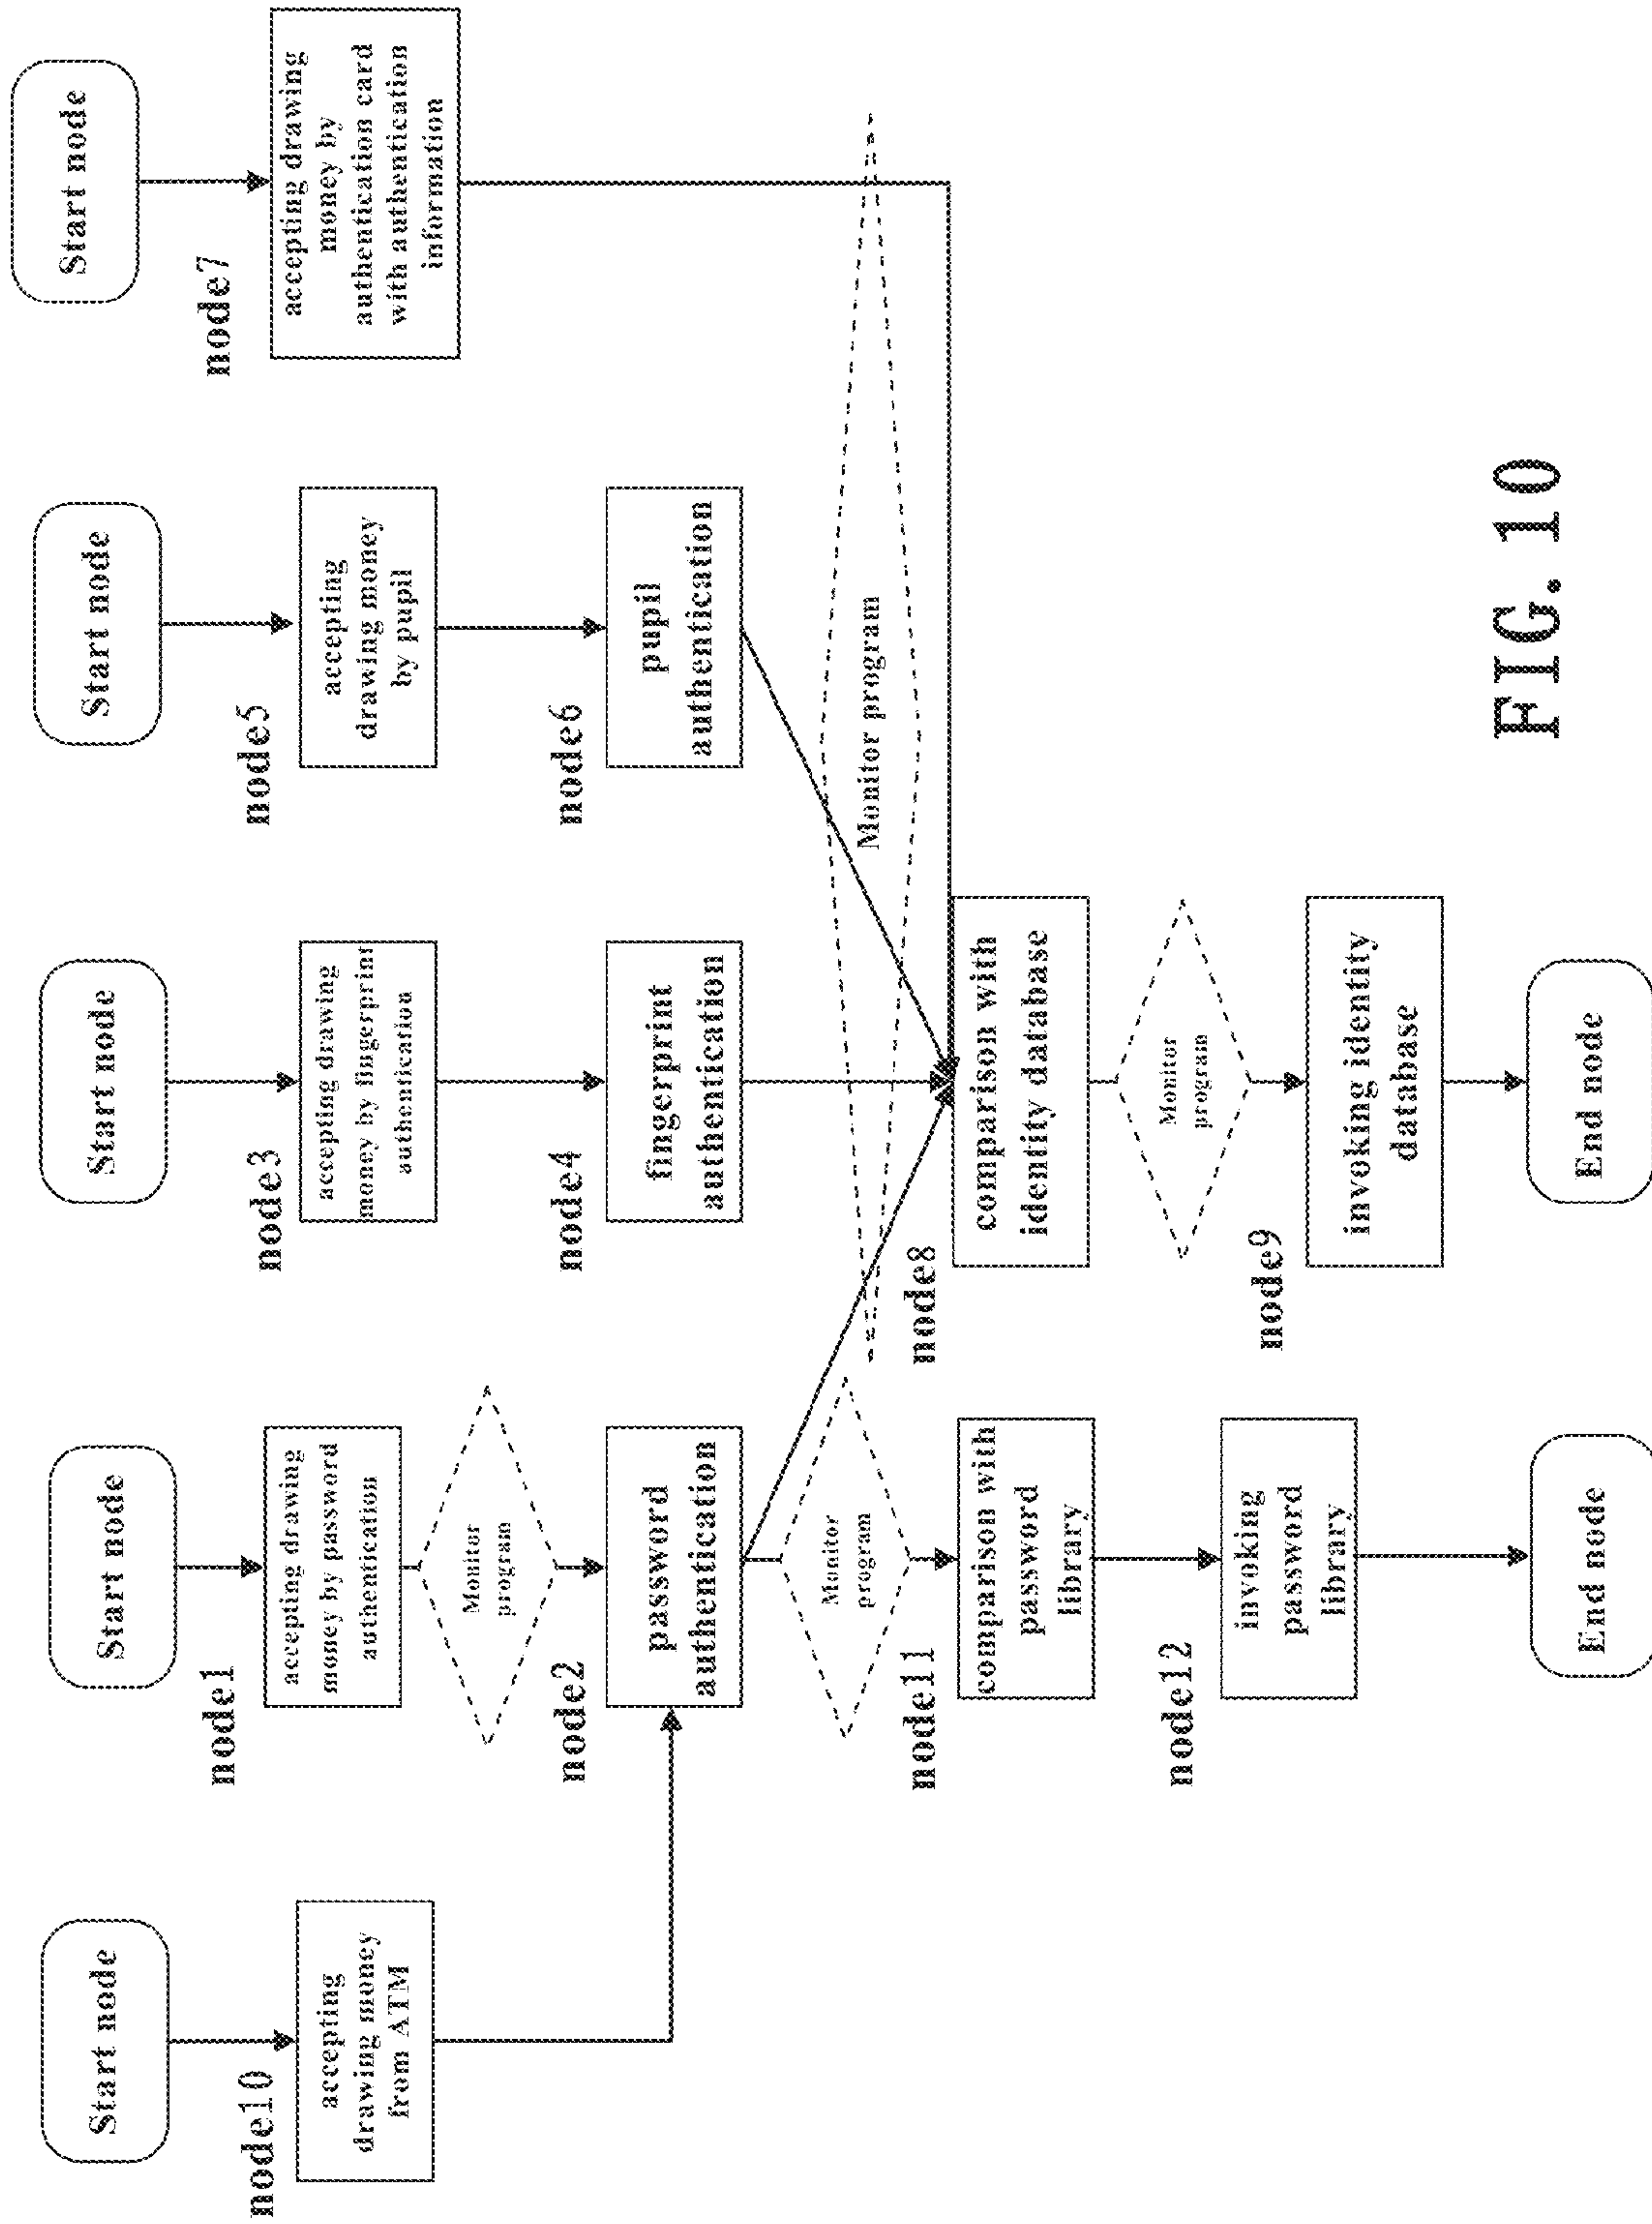 Start node
Start node
Start node
Start node
Start node
node10
accepting
drawing money
from ATM
node1
accepting drawing
money by password
authentication
node3
accepting drawing
money by fingerprint
authentication
node5
accepting
drawing money
by pupil
node7
accepting drawing
money by
authentication card
with authentication
information
Monitor
program
node2
password
authentication
node4
fingerprint
authentication
node6
pupil
authentication
Monitor
program
Monitor program
node11
comparison with
password
library
node8
comparison with
identity database
Monitor
program
node12
invoking
password
library
node9
invoking identity
database
End node
End node
FIG. 10